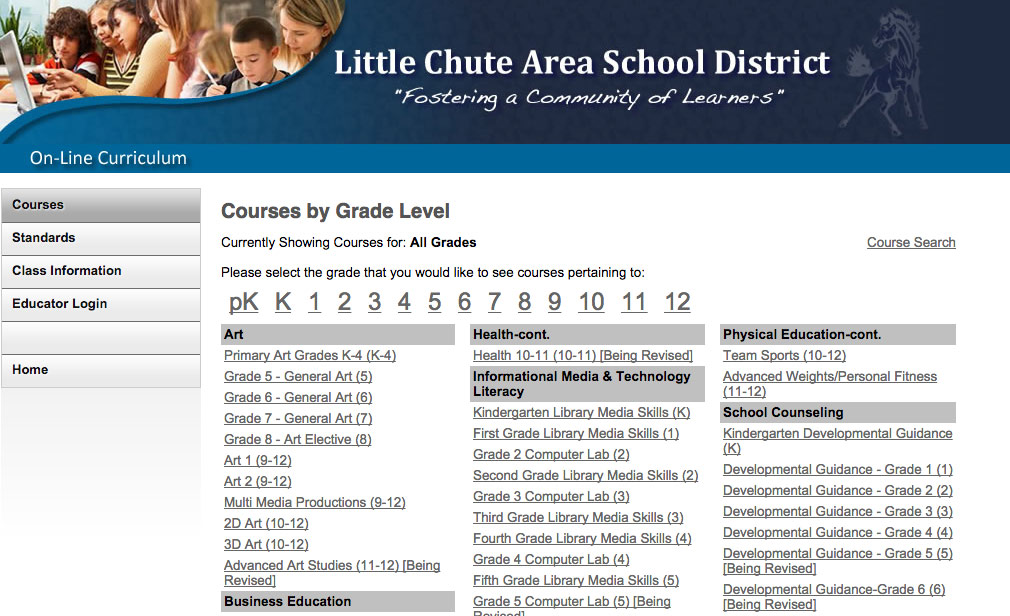 Little Chute Area School District
"Fostering a Community of Learners"
On-Line Curriculum
Courses
Standards
Class Information
Educator Login
Home
Courses by Grade Level
Currently Showing Courses for: All Grades
Course Search
Please select the grade that you would like to see courses pertaining to:
pK K 1 2 3 4 5 6 7 8 9 10 11 12
Art
Primary Art Grades K-4 (K-4)
Grade 5 - General Art (5)
Grade 6 - General Art (6)
Grade 7 - General Art (7)
Grade 8 - Art Elective (8)
Art 1 (9-12)
Art 2 (9-12)
Multi Media Productions (9-12)
2D Art (10-12)
3D Art (10-12)
Advanced Art Studies (11-12) [Being
Revised]
Business Education
Health-cont.
Health 10-11 (10-11) [Being Revised]
Informational Media & Technology
Literacy
Kindergarten Library Media Skills (K)
First Grade Library Media Skills (1)
Grade 2 Computer Lab (2)
Second Grade Library Media Skills (2)
Grade 3 Computer Lab (3)
Third Grade Library Media Skills (3)
Fourth Grade Library Media Skills (4)
Grade 4 Computer Lab (4)
Fifth Grade Library Media Skills (5)
Grade 5 Computer Lab (5) [Being
Revised]
Physical Education-cont.
Team Sports (10-12)
Advanced Weights/Personal Fitness
(11-12)
School Counseling
Kindergarten Developmental Guidance
(K)
Developmental Guidance - Grade 1 (1)
Developmental Guidance - Grade 2 (2)
Developmental Guidance - Grade 3 (3)
Developmental Guidance - Grade 4 (4)
Developmental Guidance - Grade 5 (5)
[Being Revised]
Developmental Guidance-Grade 6 (6)
[Being Revised]